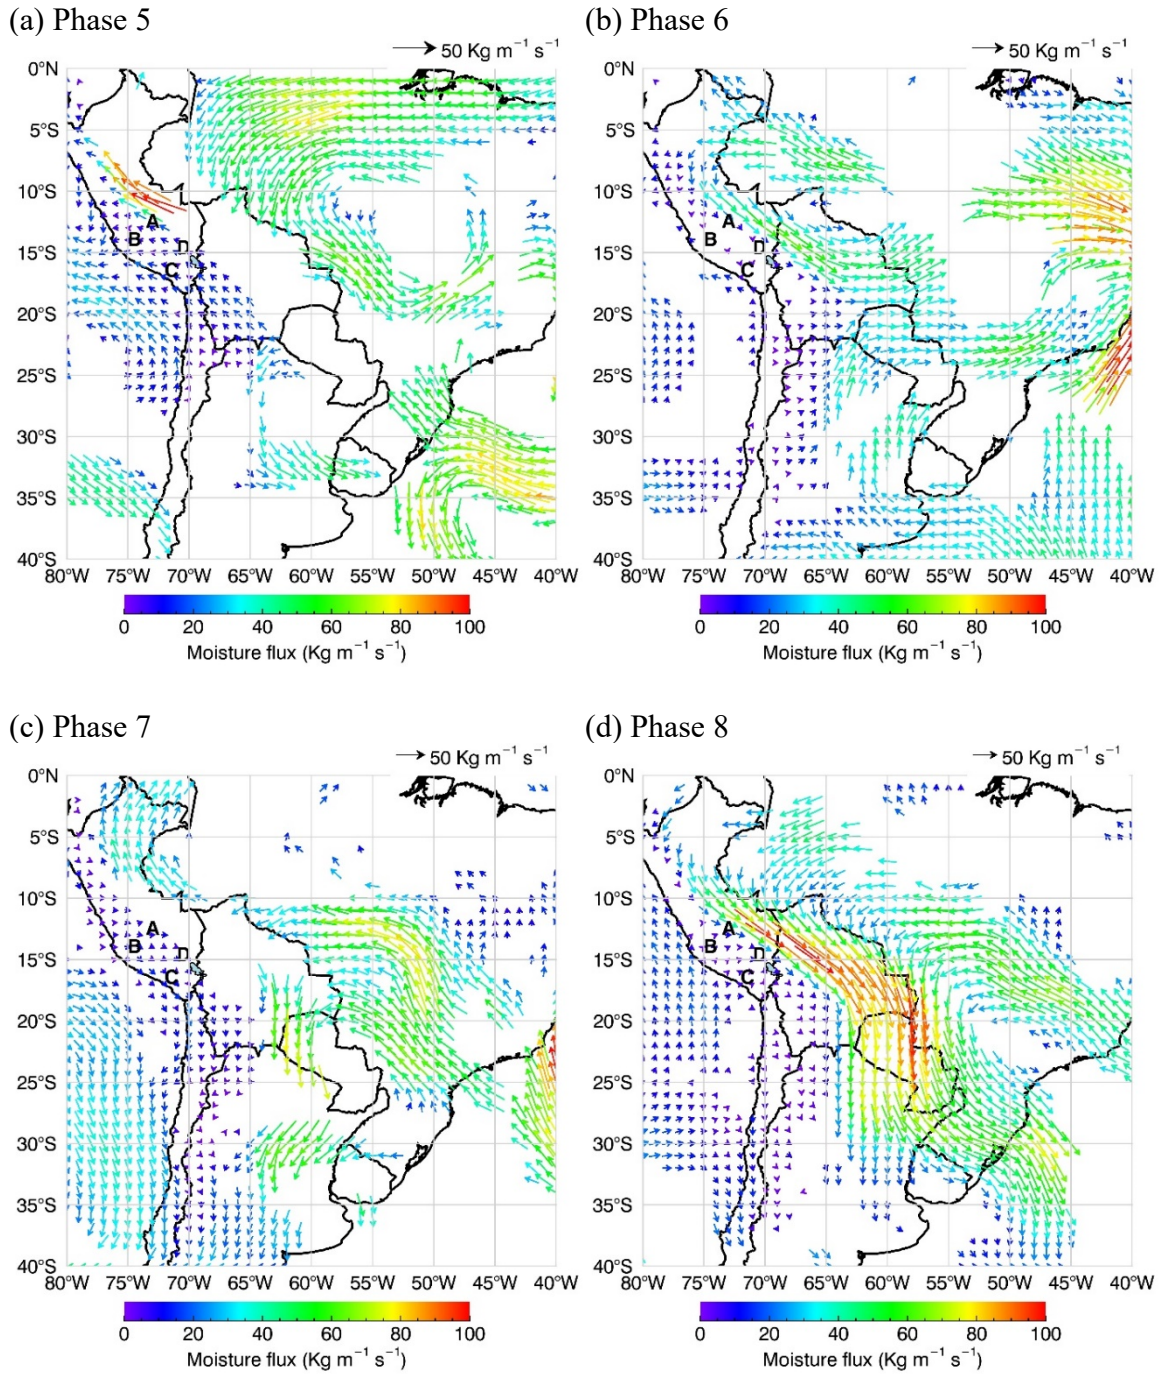 (a) Phase 5
50 Kg m⁻¹ s⁻¹
0°N
5°S
10°S
15°S
20°S
25°S
30°S
35°S
40°S
A
B
D
C
80°W 75°W 70°W 65°W 60°W 55°W 50°W 45°W 40°W
0 20 40 60 80 100
Moisture flux (Kg m⁻¹ s⁻¹)
(b) Phase 6
50 Kg m⁻¹ s⁻¹
0°N
5°S
10°S
15°S
20°S
25°S
30°S
35°S
40°S
A
B
D
C
80°W 75°W 70°W 65°W 60°W 55°W 50°W 45°W 40°W
0 20 40 60 80 100
Moisture flux (Kg m⁻¹ s⁻¹)
(c) Phase 7
50 Kg m⁻¹ s⁻¹
0°N
5°S
10°S
15°S
20°S
25°S
30°S
35°S
40°S
A
B
D
C
80°W 75°W 70°W 65°W 60°W 55°W 50°W 45°W 40°W
0 20 40 60 80 100
Moisture flux (Kg m⁻¹ s⁻¹)
(d) Phase 8
50 Kg m⁻¹ s⁻¹
0°N
5°S
10°S
15°S
20°S
25°S
30°S
35°S
40°S
A
B
D
C
80°W 75°W 70°W 65°W 60°W 55°W 50°W 45°W 40°W
0 20 40 60 80 100
Moisture flux (Kg m⁻¹ s⁻¹)